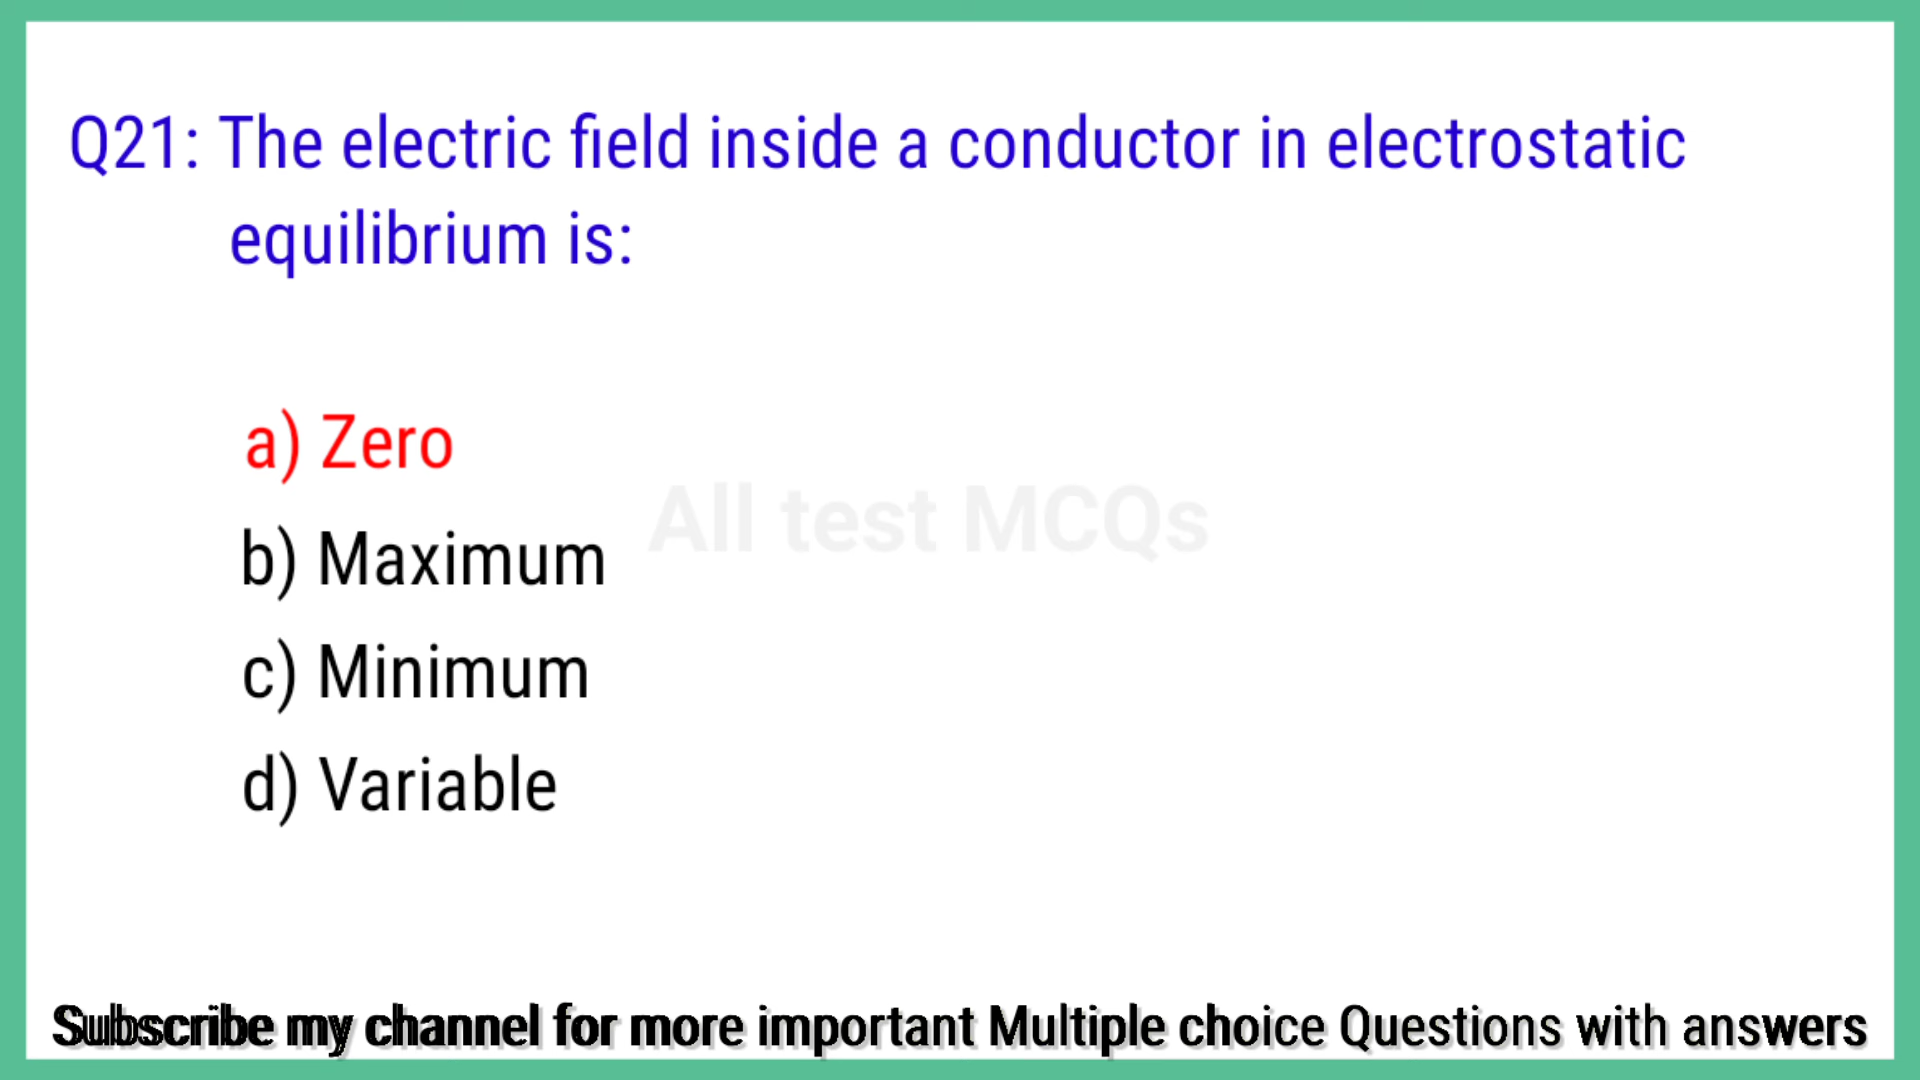 Q21: The electric field inside a conductor in electrostatic
equilibrium is:
a) Zero
All test MCQs
b) Maximum
c) Minimum
d) Variable
Subscribe my channel for more important Multiple choice Questions with answers